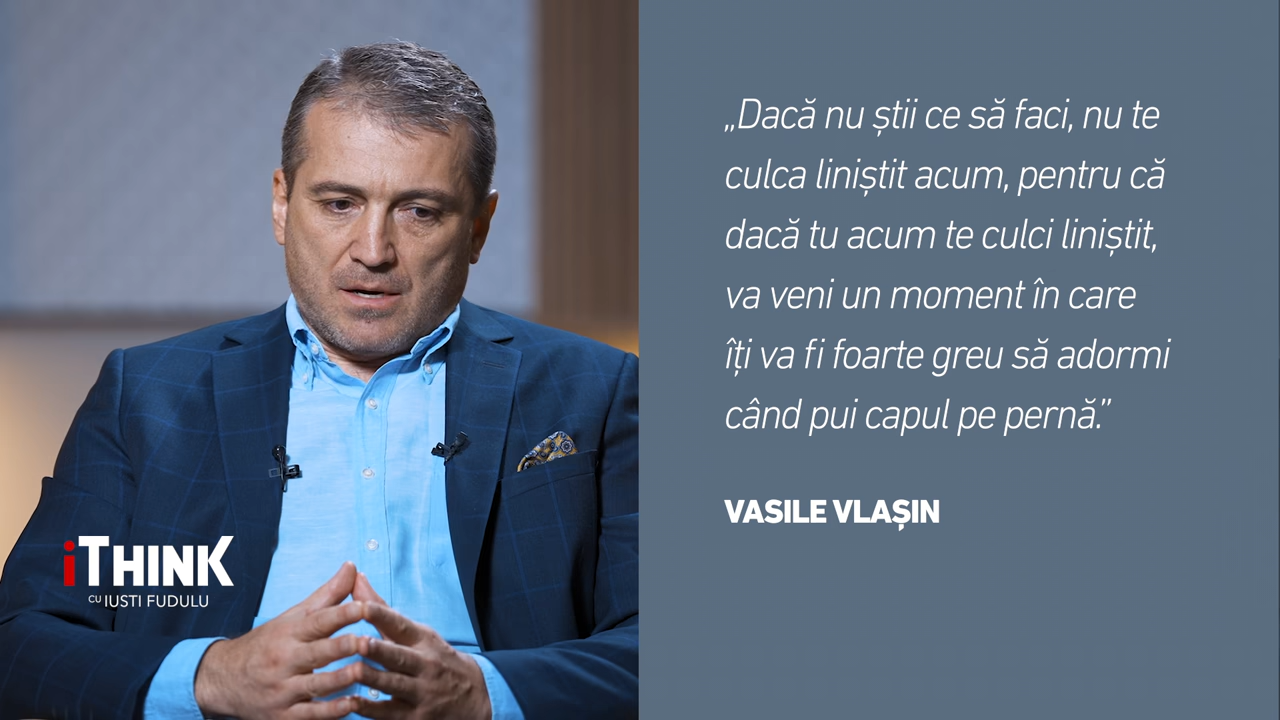 „Dacă nu știi ce să faci, nu te
culca liniștit acum, pentru că
dacă tu acum te culci liniștit,
va veni un moment în care
îți va fi foarte greu să adormi
când pui capul pe pernă.”
VASILE VLAȘIN
iTHINK
CU IUSTI FUDULU